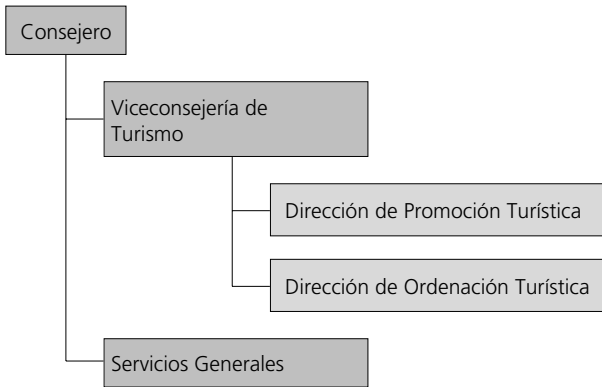 Consejero
Viceconsejería de
Turismo
Dirección de Promoción Turística
Dirección de Ordenación Turística
Servicios Generales